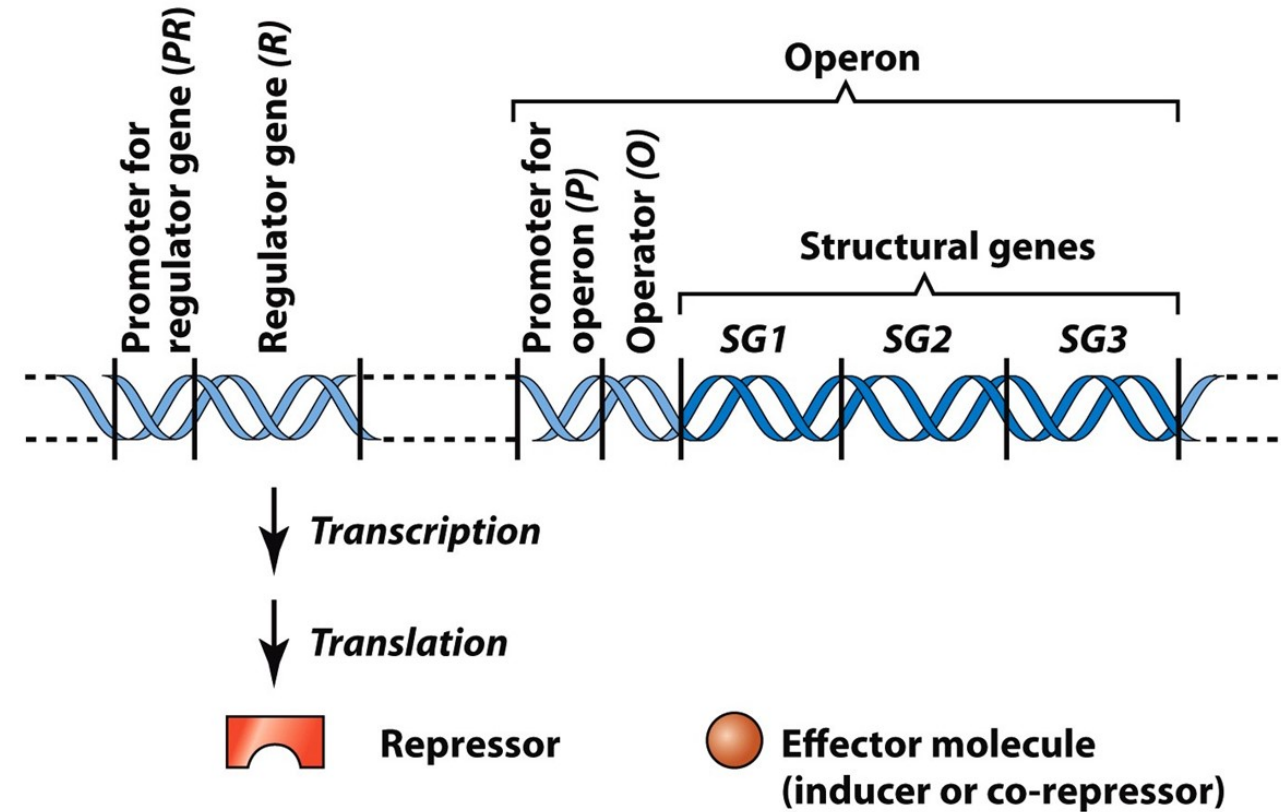 Promoter for
regulator gene (PR)
Regulator gene (R)
Operon
Promoter for
operon (P)
Operator (O)
Structural genes
SG1
SG2
SG3
Transcription
Translation
Repressor
Effector molecule
(inducer or co-repressor)